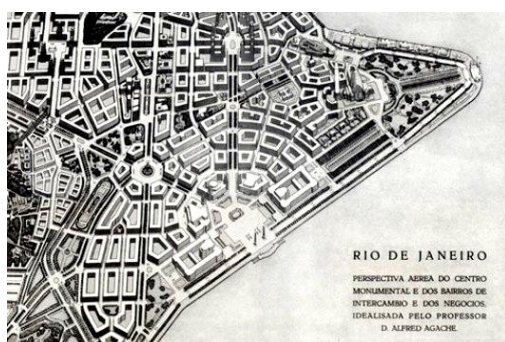 RIO DE JANEIRO
PERSPECTIVA AEREA DO CENTRO
MONUMENTAL E DOS BAIRROS DE
INTERCAMBIO E DOS NEGOCIOS,
IDEALISADA PELO PROFESSOR
D. ALFRED AGACHE.